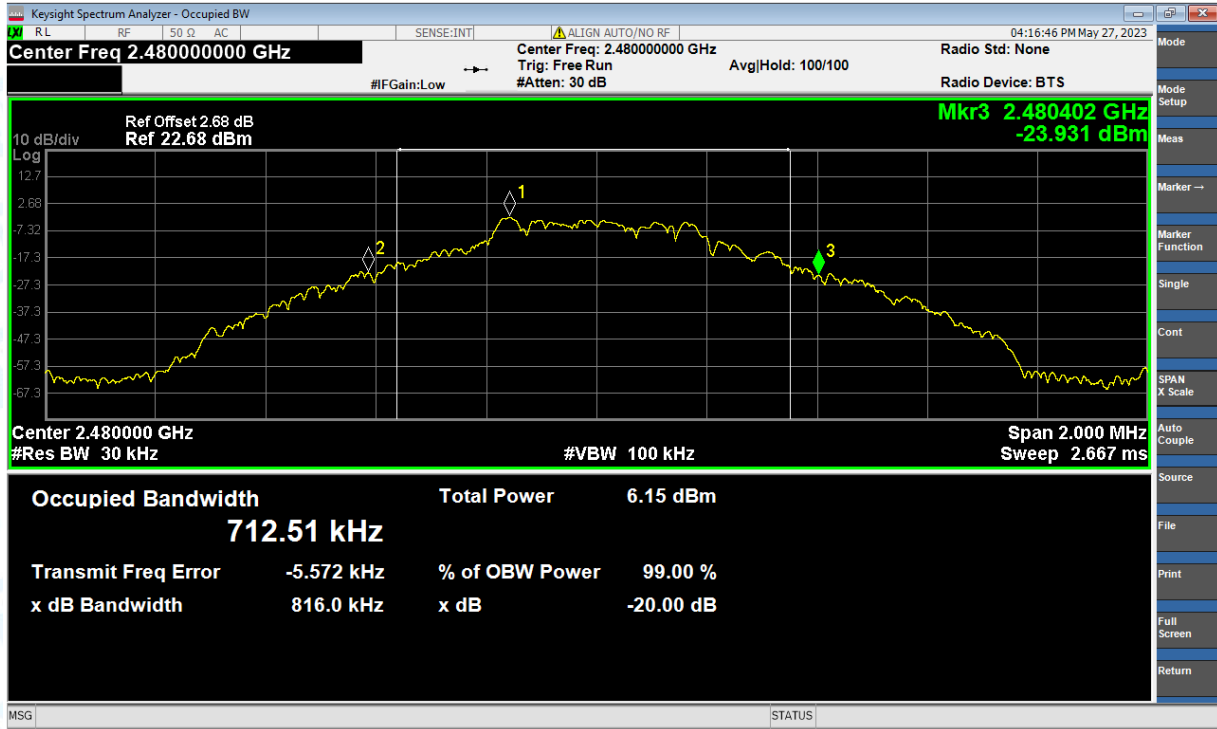 Keysight Spectrum Analyzer - Occupied BW
LXI RL RF 50 Ω AC SENSE:INT ALIGN AUTO/NO RF 04:16:46 PM May 27, 2023
Center Freq 2.480000000 GHz
Center Freq: 2.480000000 GHz
Radio Std: None
Trig: Free Run Avg|Hold: 100/100
#IFGain:Low #Atten: 30 dB Radio Device: BTS
Mkr3 2.480402 GHz
-23.931 dBm
Ref Offset 2.68 dB
10 dB/div Ref 22.68 dBm
Log
12.7
2.68
-7.32
-17.3
-27.3
-37.3
-47.3
-57.3
-67.3
1
2
3
Center 2.480000 GHz Span 2.000 MHz
#Res BW 30 kHz #VBW 100 kHz Sweep 2.667 ms
Occupied Bandwidth Total Power 6.15 dBm
712.51 kHz
Transmit Freq Error -5.572 kHz % of OBW Power 99.00 %
x dB Bandwidth 816.0 kHz x dB -20.00 dB
Mode
Mode
Setup
Meas
Marker→
Marker
Function
Single
Cont
SPAN
X Scale
Auto
Couple
Source
File
Print
Full
Screen
Return
MSG STATUS